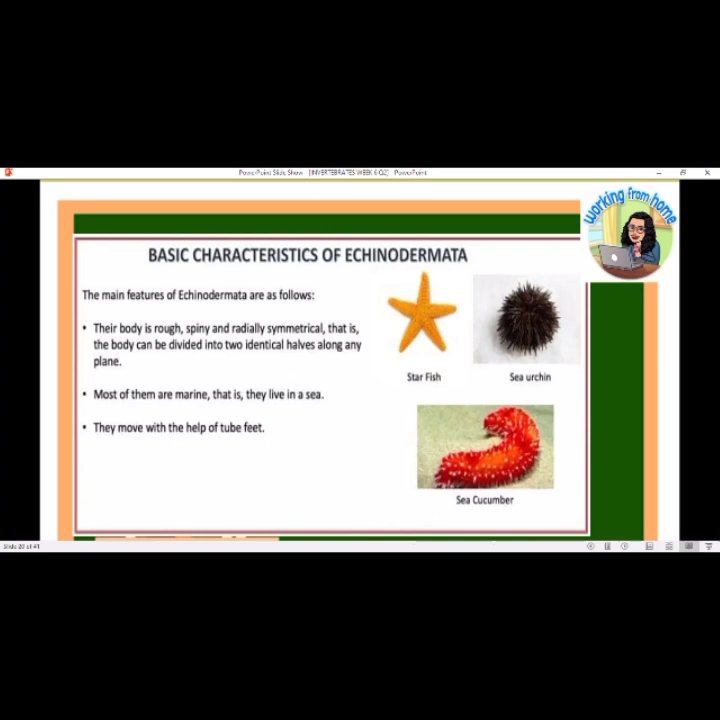 PowerPoint Slide Show - [INVERTEBRATES WEEK 6 Q2] - PowerPoint
working from home
BASIC CHARACTERISTICS OF ECHINODERMATA
The main features of Echinodermata are as follows:
• Their body is rough, spiny and radially symmetrical, that is,
the body can be divided into two identical halves along any
plane.
• Most of them are marine, that is, they live in a sea.
• They move with the help of tube feet.
Star Fish
Sea urchin
Sea Cucumber
Slide 20 of 41